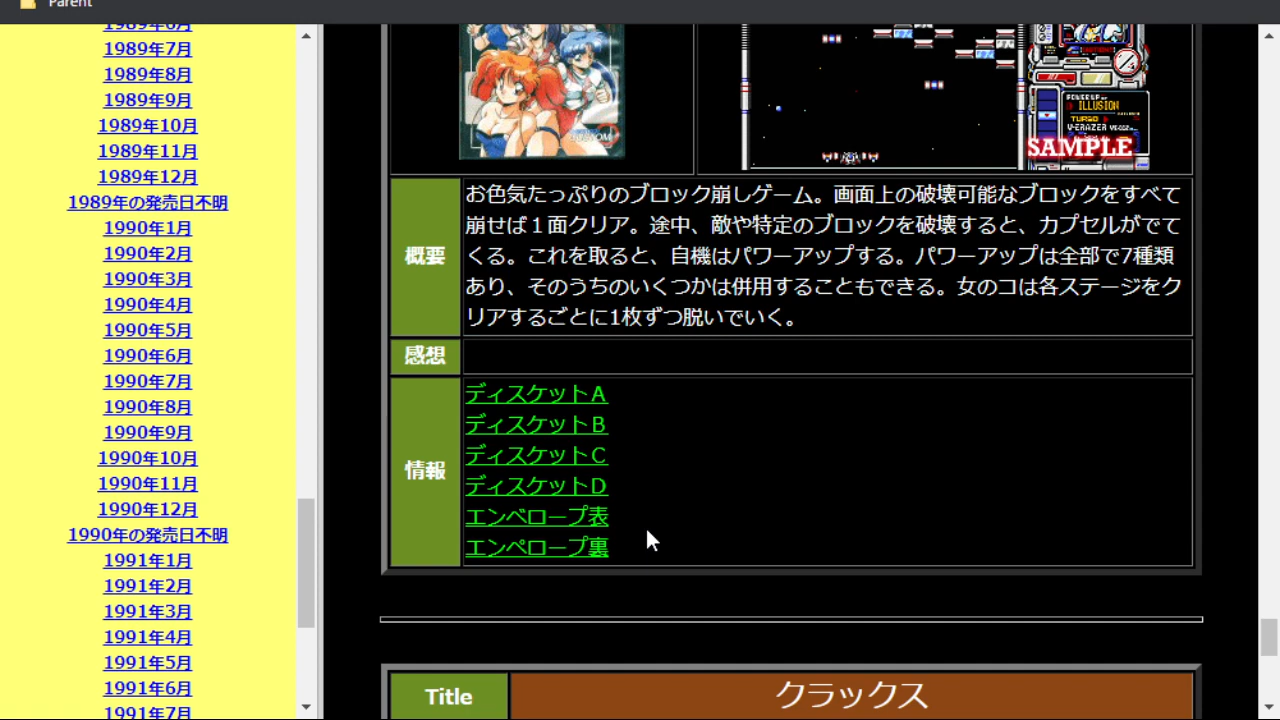 Parent
1989年6月
1989年7月
1989年8月
1989年9月
1989年10月
1989年11月
1989年12月
1989年の発売日不明
1990年1月
1990年2月
1990年3月
1990年4月
1990年5月
1990年6月
1990年7月
1990年8月
1990年9月
1990年10月
1990年11月
1990年12月
1990年の発売日不明
1991年1月
1991年2月
1991年3月
1991年4月
1991年5月
1991年6月
1991年7月
POWER UP
ILLUSION
TURBO
V-ERAZER
SAMPLE
概要
お色気たっぷりのブロック崩しゲーム。画面上の破壊可能なブロックをすべて
崩せば１面クリア。途中、敵や特定のブロックを破壊すると、カプセルがでて
くる。これを取ると、自機はパワーアップする。パワーアップは全部で7種類
あり、そのうちのいくつかは併用することもできる。女のコは各ステージをク
リアするごとに1枚ずつ脱いでいく。
感想
情報
ディスケットＡ
ディスケットＢ
ディスケットＣ
ディスケットＤ
エンベロープ表
エンペロープ裏
Title
クラックス